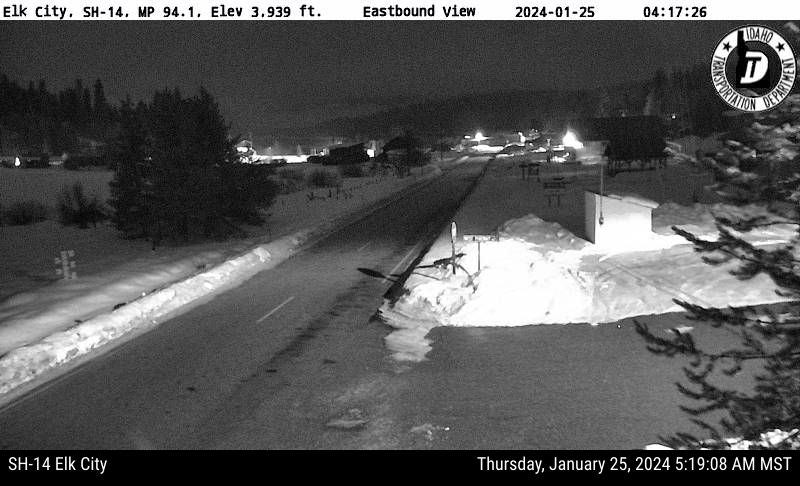 Elk City, SH-14, MP 94.1, Elev 3,939 ft. Eastbound View 2024-01-25 04:17:26
IDAHO
TRANSPORTATION DEPARTMENT
SH-14 Elk City Thursday, January 25, 2024 5:19:08 AM MST